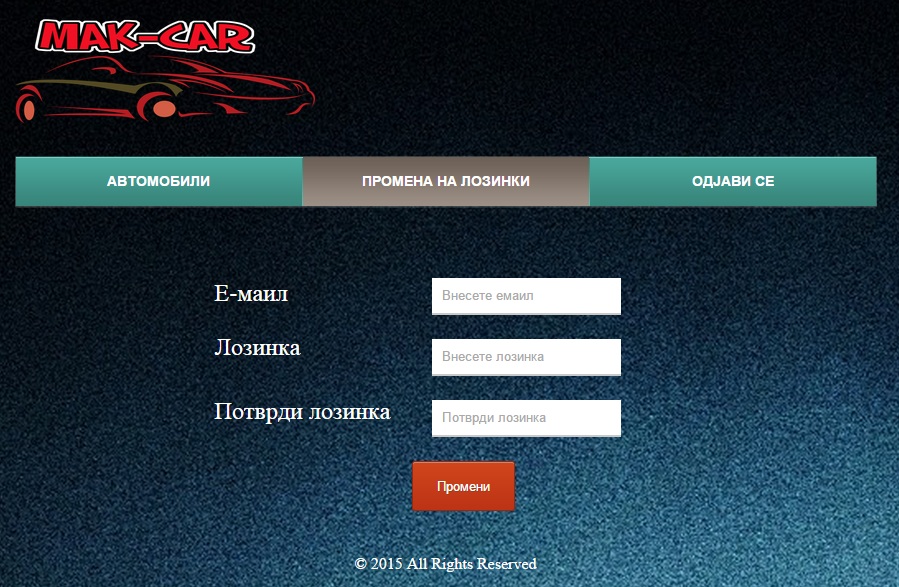 MAK-CAR
АВТОМОБИЛИ
ПРОМЕНА НА ЛОЗИНКИ
ОДЈАВИ СЕ
Е-маил
Внесете емаил
Лозинка
Внесете лозинка
Потврди лозинка
Потврди лозинка
Промени
© 2015 All Rights Reserved